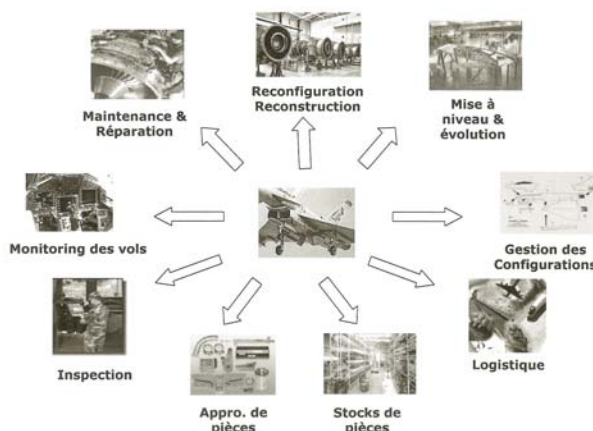 Maintenance &
Réparation
Reconfiguration
Reconstruction
Mise à
niveau &
évolution
Monitoring des vols
Gestion des
Configurations
Inspection
Appro. de
pièces
Stocks de
pièces
Logistique